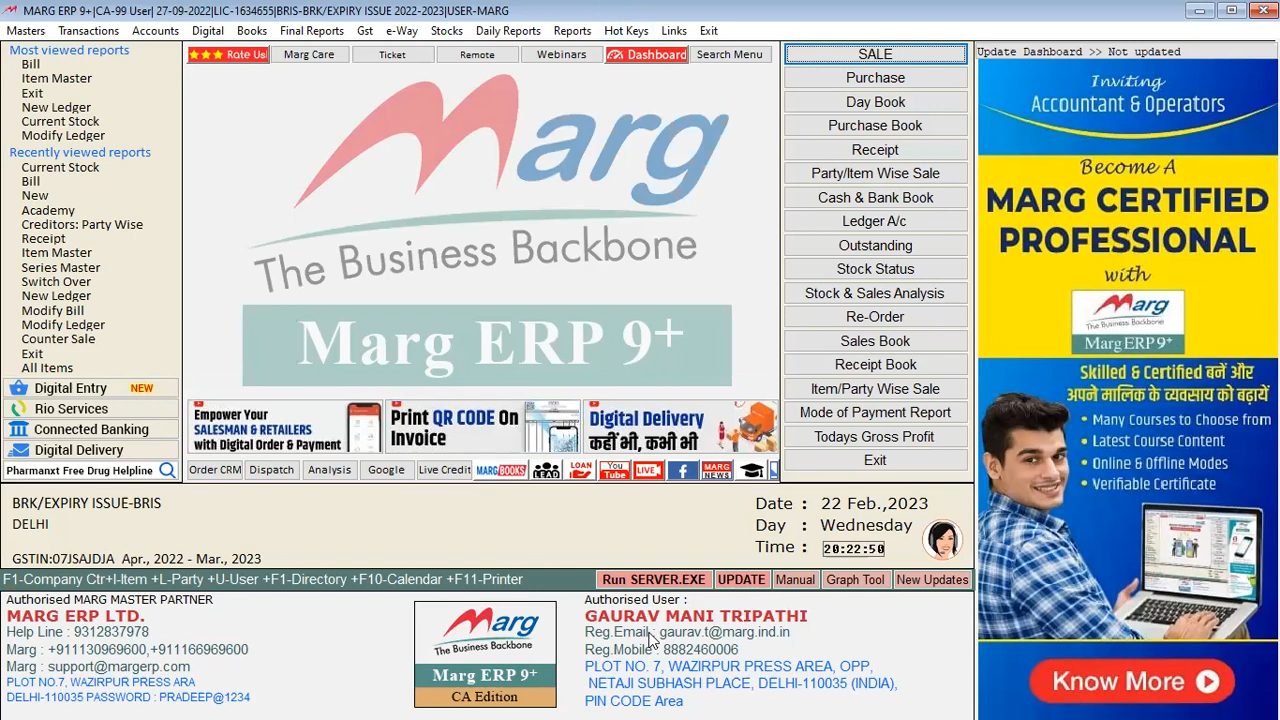 MARG ERP 9+|CA-99 User| 27-09-2022|LIC-1634655|BRIS-BRK/EXPIRY ISSUE 2022-2023|USER-MARG
Masters Transactions Accounts Digital Books Final Reports Gst e-Way Stocks Daily Reports Reports Hot Keys Links Exit
Most viewed reports
Bill
Item Master
Exit
New Ledger
Current Stock
Modify Ledger
Recently viewed reports
Current Stock
Bill
New
Academy
Creditors: Party Wise
Receipt
Item Master
Series Master
Switch Over
New Ledger
Modify Bill
Modify Ledger
Counter Sale
Exit
All Items
Digital Entry NEW
Rio Services
Connected Banking
Digital Delivery
Pharmanxt Free Drug Helpline
Rate Us! Marg Care Ticket Remote Webinars Dashboard Search Menu
Marg
The Business Backbone
Marg ERP 9+
Empower Your
SALESMAN & RETAILERS
with Digital Order & Payment
Print QR CODE On
Invoice
Digital Delivery
कहीं भी, कभी भी
Order CRM Dispatch Analysis Google Live Credit MARGBOOKS LEAD LOAN You Tube LIVE f MARG NEWS
SALE
Purchase
Day Book
Purchase Book
Receipt
Party/Item Wise Sale
Cash & Bank Book
Ledger A/c
Outstanding
Stock Status
Stock & Sales Analysis
Re-Order
Sales Book
Receipt Book
Item/Party Wise Sale
Mode of Payment Report
Todays Gross Profit
Exit
Update Dashboard >> Not updated
Inviting
Accountant & Operators
Become A
MARG CERTIFIED
PROFESSIONAL
with
Marg
The Business Backbone
Marg ERP 9+
Skilled & Certified बनें और
अपने मालिक के व्यवसाय को बढ़ायें
• Many Courses to Choose from
• Latest Course Content
• Online & Offline Modes
• Verifiable Certificate
Know More
BRK/EXPIRY ISSUE-BRIS
DELHI
GSTIN:07JSAJDJA Apr., 2022 - Mar., 2023
Date : 22 Feb.,2023
Day : Wednesday
Time : 20:22:50
F1-Company Ctr+I-Item +L-Party +U-User +F1-Directory +F10-Calendar +F11-Printer
Run SERVER.EXE UPDATE Manual Graph Tool New Updates
Authorised MARG MASTER PARTNER
MARG ERP LTD.
Help Line : 9312837978
Marg : +911130969600,+911166969600
Marg : support@margerp.com
PLOT NO.7, WAZIRPUR PRESS ARA
DELHI-110035 PASSWORD : PRADEEP@1234
Marg
The Business Backbone
Marg ERP 9+
CA Edition
Authorised User :
GAURAV MANI TRIPATHI
Reg.Email : gaurav.t@marg.ind.in
Reg.Mobile : 8882460006
PLOT NO. 7, WAZIRPUR PRESS AREA, OPP,
NETAJI SUBHASH PLACE, DELHI-110035 (INDIA),
PIN CODE Area